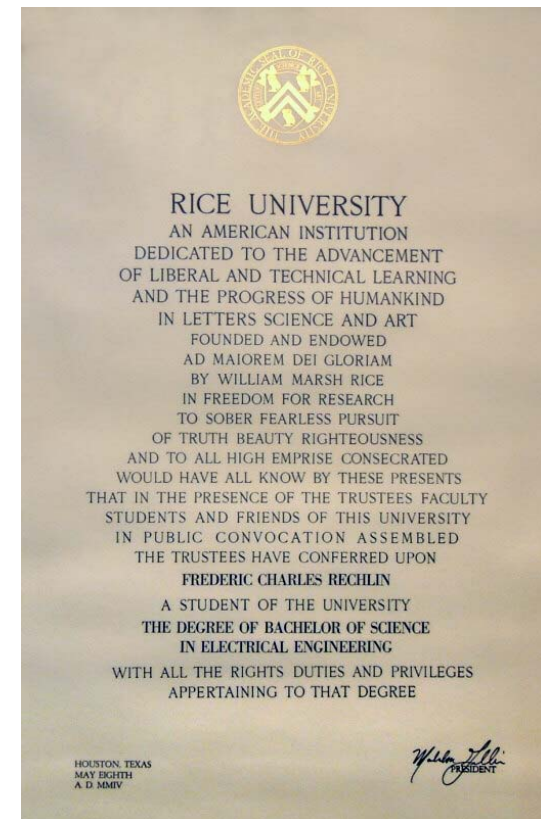 THE ACADEMIC SEAL OF RICE UNIVERSITY
RICE UNIVERSITY
AN AMERICAN INSTITUTION
DEDICATED TO THE ADVANCEMENT
OF LIBERAL AND TECHNICAL LEARNING
AND THE PROGRESS OF HUMANKIND
IN LETTERS SCIENCE AND ART
FOUNDED AND ENDOWED
AD MAIOREM DEI GLORIAM
BY WILLIAM MARSH RICE
IN FREEDOM FOR RESEARCH
TO SOBER FEARLESS PURSUIT
OF TRUTH BEAUTY RIGHTEOUSNESS
AND TO ALL HIGH EMPRISE CONSECRATED
WOULD HAVE ALL KNOW BY THESE PRESENTS
THAT IN THE PRESENCE OF THE TRUSTEES FACULTY
STUDENTS AND FRIENDS OF THIS UNIVERSITY
IN PUBLIC CONVOCATION ASSEMBLED
THE TRUSTEES HAVE CONFERRED UPON
FREDERIC CHARLES RECHLIN
A STUDENT OF THE UNIVERSITY
THE DEGREE OF BACHELOR OF SCIENCE
IN ELECTRICAL ENGINEERING
WITH ALL THE RIGHTS DUTIES AND PRIVILEGES
APPERTAINING TO THAT DEGREE
HOUSTON, TEXAS
MAY EIGHTH
A. D. MMIV
PRESIDENT